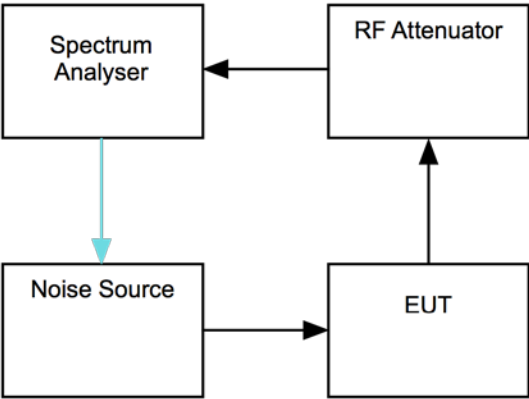 Spectrum
Analyser
RF Attenuator
Noise Source
EUT